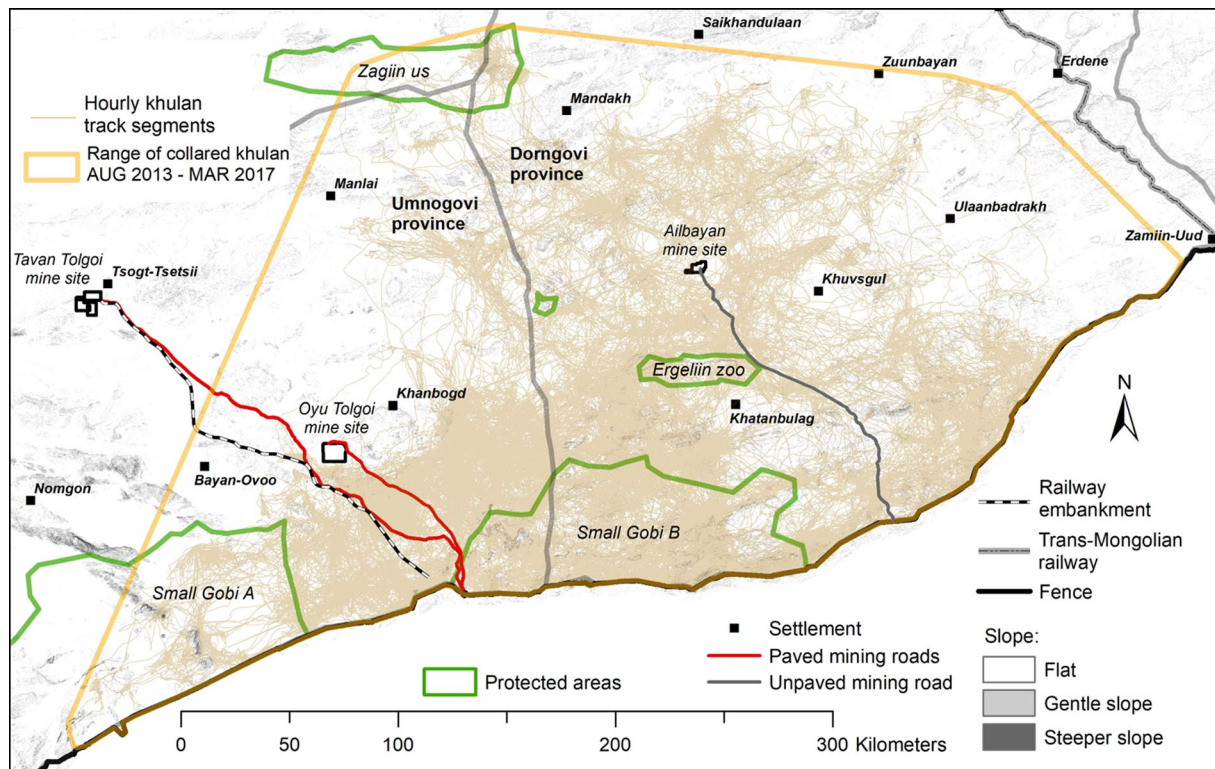 Saikhandulaan
Zuunbayan
Erdene
Zagiin us
Hourly khulan
track segments
Mandakh
Range of collared khulan
AUG 2013 - MAR 2017
Dorngovi
province
Manlai
Umnogovi
province
Ulaanbadrakh
Ailbayan
mine site
Zamiin-Uud
Tavan Tolgoi
mine site
Tsogt-Tsetsii
Khuvsgul
Ergeliin zoo
N
Khanbogd
Khatanbulag
Oyu Tolgoi
mine site
Bayan-Ovoo
Nomgon
Railway
embankment
Small Gobi B
Trans-Mongolian
railway
Small Gobi A
Fence
Settlement
Slope:
Paved mining roads
Flat
Protected areas
Unpaved mining road
Gentle slope
Steeper slope
0 50 100 200 300 Kilometers